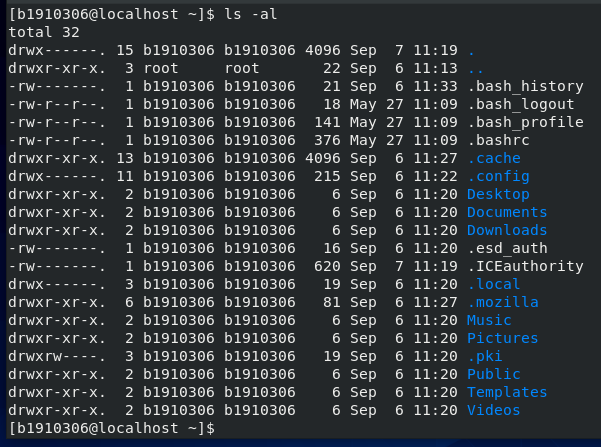 [b1910306@localhost ~]$ ls -al
total 32
drwx------. 15 b1910306 b1910306 4096 Sep  7 11:19 .
drwxr-xr-x.  3 root     root       22 Sep  6 11:13 ..
-rw-------.  1 b1910306 b1910306   21 Sep  6 11:33 .bash_history
-rw-r--r--.  1 b1910306 b1910306   18 May 27 11:09 .bash_logout
-rw-r--r--.  1 b1910306 b1910306  141 May 27 11:09 .bash_profile
-rw-r--r--.  1 b1910306 b1910306  376 May 27 11:09 .bashrc
drwxr-xr-x. 13 b1910306 b1910306 4096 Sep  6 11:27 .cache
drwx------. 11 b1910306 b1910306  215 Sep  6 11:22 .config
drwxr-xr-x.  2 b1910306 b1910306    6 Sep  6 11:20 Desktop
drwxr-xr-x.  2 b1910306 b1910306    6 Sep  6 11:20 Documents
drwxr-xr-x.  2 b1910306 b1910306    6 Sep  6 11:20 Downloads
-rw-------.  1 b1910306 b1910306   16 Sep  6 11:20 .esd_auth
-rw-------.  1 b1910306 b1910306  620 Sep  7 11:19 .ICEauthority
drwx------.  3 b1910306 b1910306   19 Sep  6 11:20 .local
drwxr-xr-x.  6 b1910306 b1910306   81 Sep  6 11:27 .mozilla
drwxr-xr-x.  2 b1910306 b1910306    6 Sep  6 11:20 Music
drwxr-xr-x.  2 b1910306 b1910306    6 Sep  6 11:20 Pictures
drwxrw----.  3 b1910306 b1910306   19 Sep  6 11:20 .pki
drwxr-xr-x.  2 b1910306 b1910306    6 Sep  6 11:20 Public
drwxr-xr-x.  2 b1910306 b1910306    6 Sep  6 11:20 Templates
drwxr-xr-x.  2 b1910306 b1910306    6 Sep  6 11:20 Videos
[b1910306@localhost ~]$